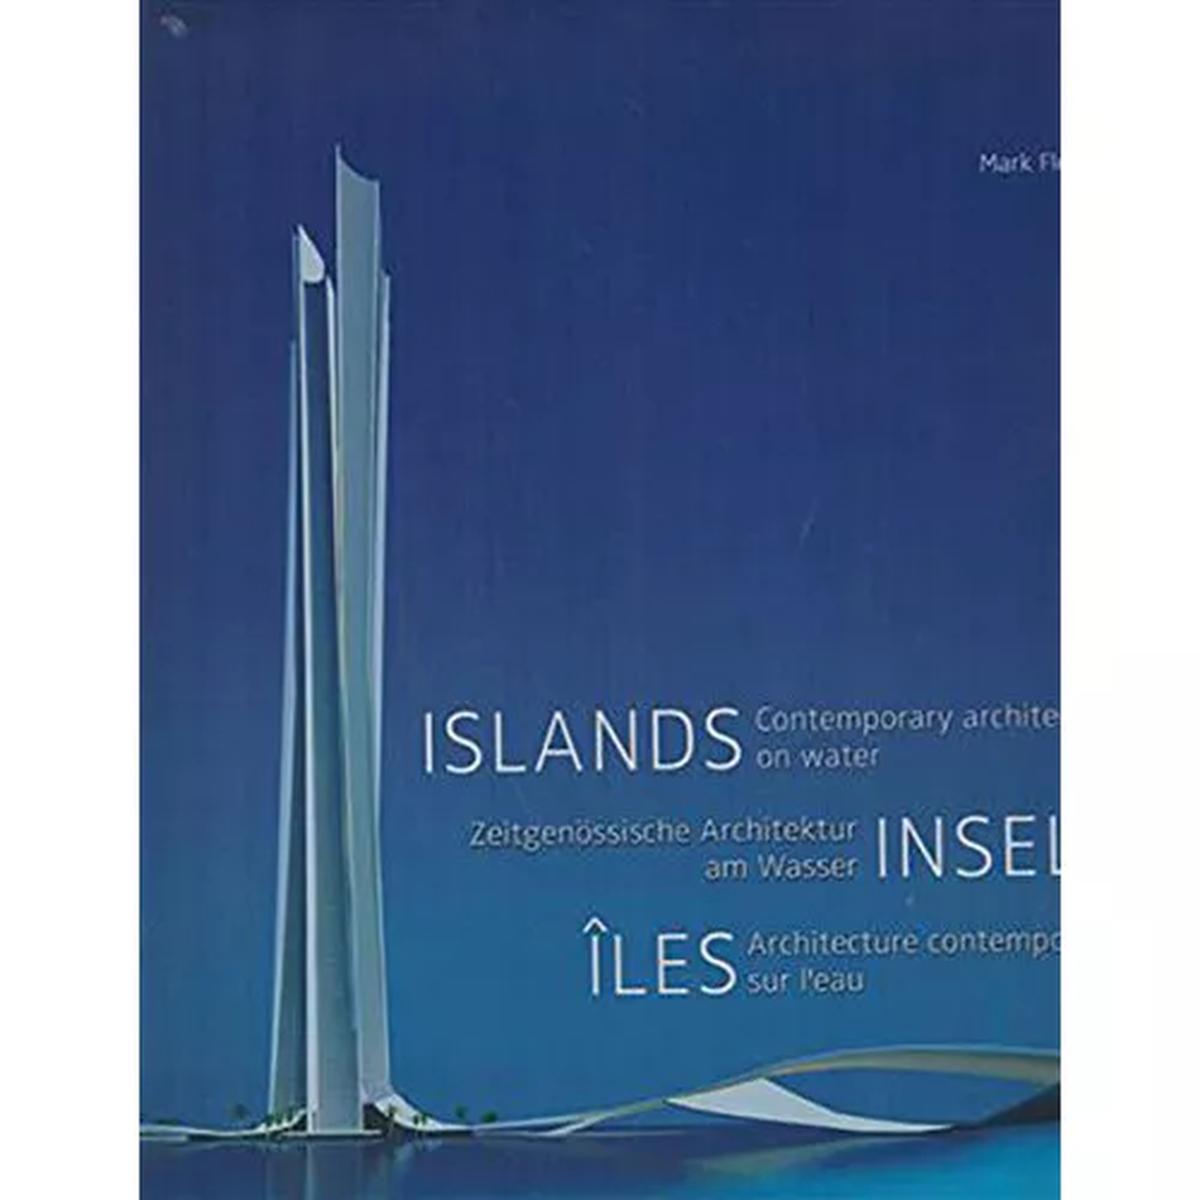 Mark
ISLANDS Contemporary
on water
Zeitgenössische Architektur
am Wasser
ÎLES Architecture
sur l'eau